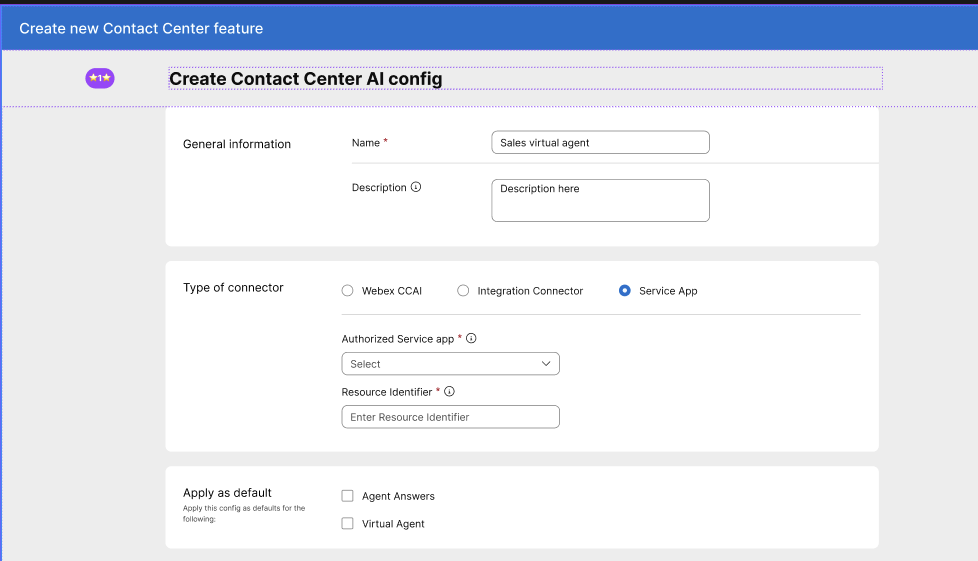 Create new Contact Center feature
★1★
Create Contact Center AI config
General information
Name *
Sales virtual agent
Description
Description here
Type of connector
Webex CCAI
Integration Connector
Service App
Authorized Service app *
Select
Resource Identifier *
Enter Resource Identifier
Apply as default
Apply this config as defaults for the
following:
Agent Answers
Virtual Agent